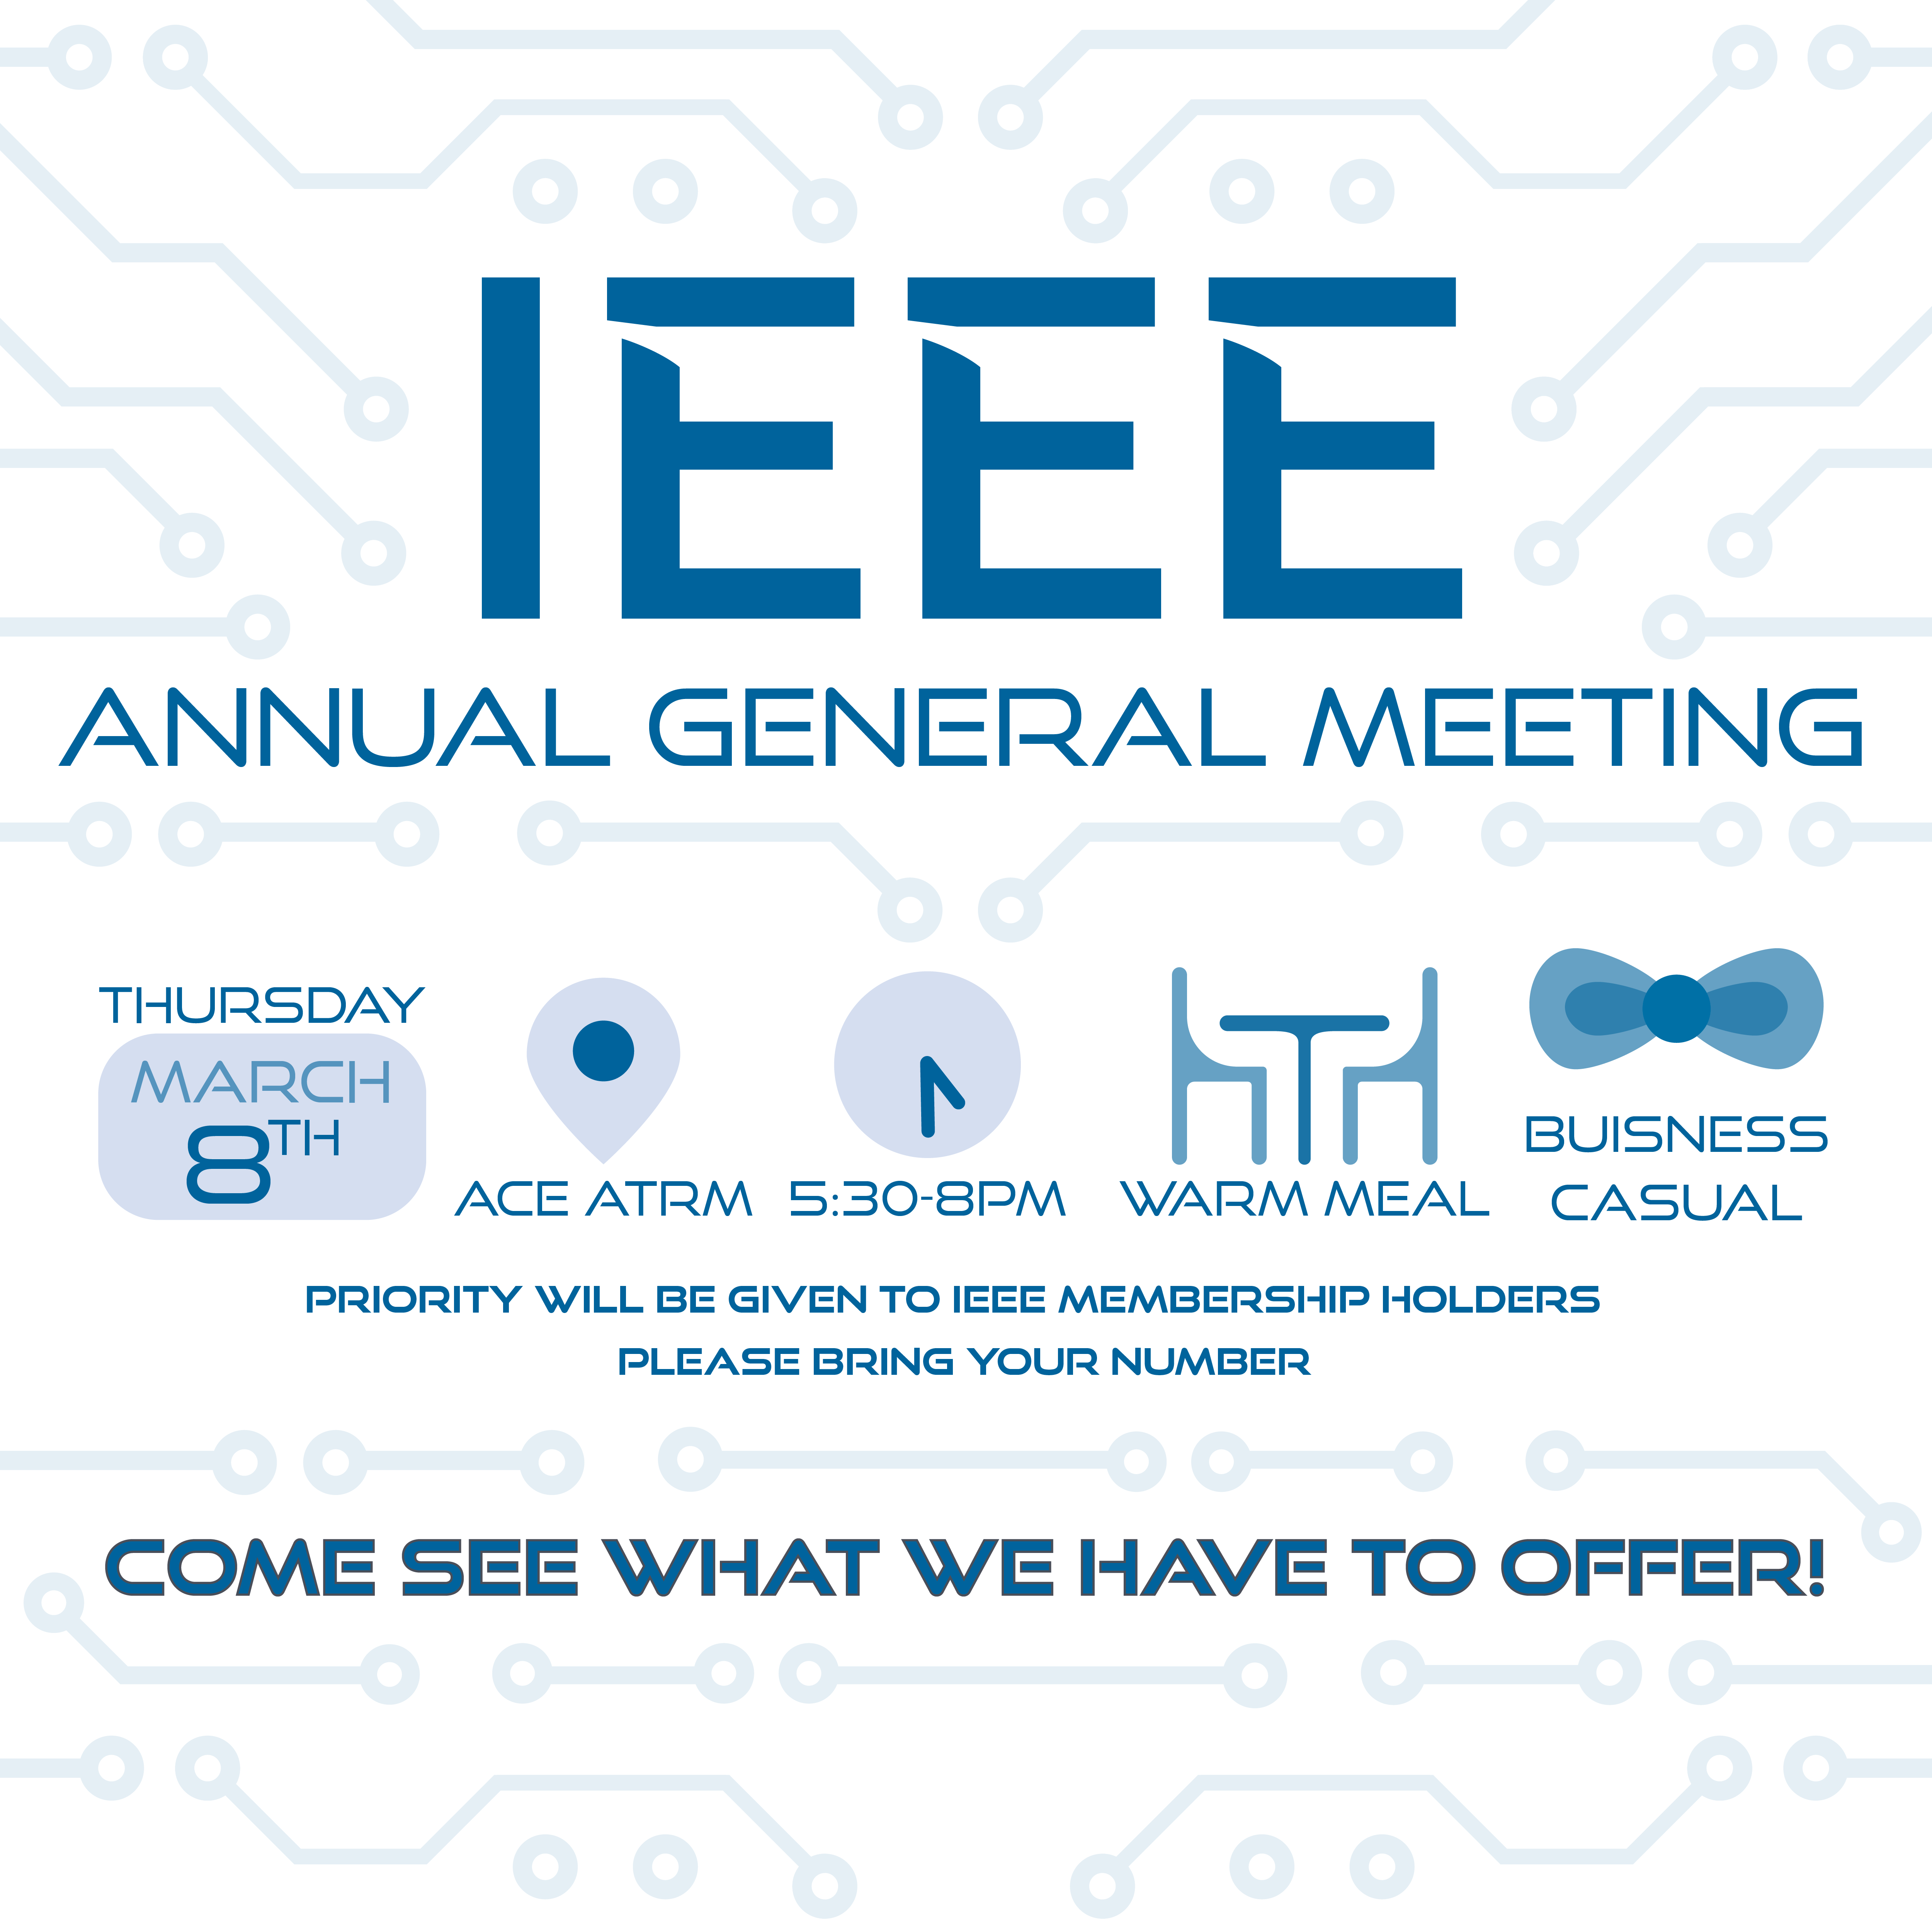 IEEE
ANNUAL GENERAL MEETING
THURSDAY
MARCH
8TH
ACE ATRM
5:30-8PM
WARM MEAL
BUISNESS
CASUAL
PRIORITY WILL BE GIVEN TO IEEE MEMBERSHIP HOLDERS
PLEASE BRING YOUR NUMBER
COME SEE WHAT WE HAVE TO OFFER!